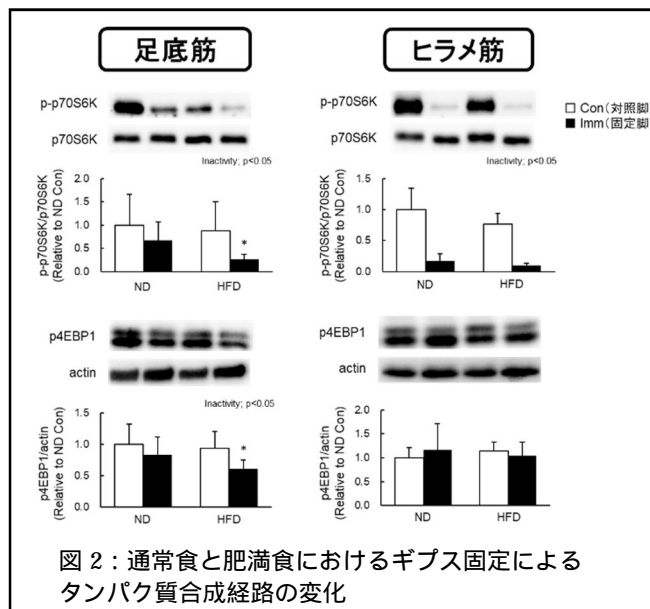 足底筋
ヒラメ筋
p-p70S6K
p70S6K
Inactivity; p<0.05
p-p70S6K/p70S6K
(Relative to ND Con)
2.0
1.5
1.0
0.5
0.0
*
ND
HFD
p-p70S6K
p70S6K
Inactivity; p<0.05
□ Con(対照脚
■ Imm(固定脚
p-p70S6K/p70S6K
(Relative to ND Con)
1.5
1.0
0.5
0.0
ND
HFD
p4EBP1
actin
Inactivity; p<0.05
p4EBP1/actin
(Relative to ND Con)
1.5
1.0
0.5
0.0
*
ND
HFD
p4EBP1
actin
p4EBP1/actin
(Relative to ND Con)
2.0
1.5
1.0
0.5
0.0
ND
HFD
図 2：通常食と肥満食におけるギプス固定による
タンパク質合成経路の変化